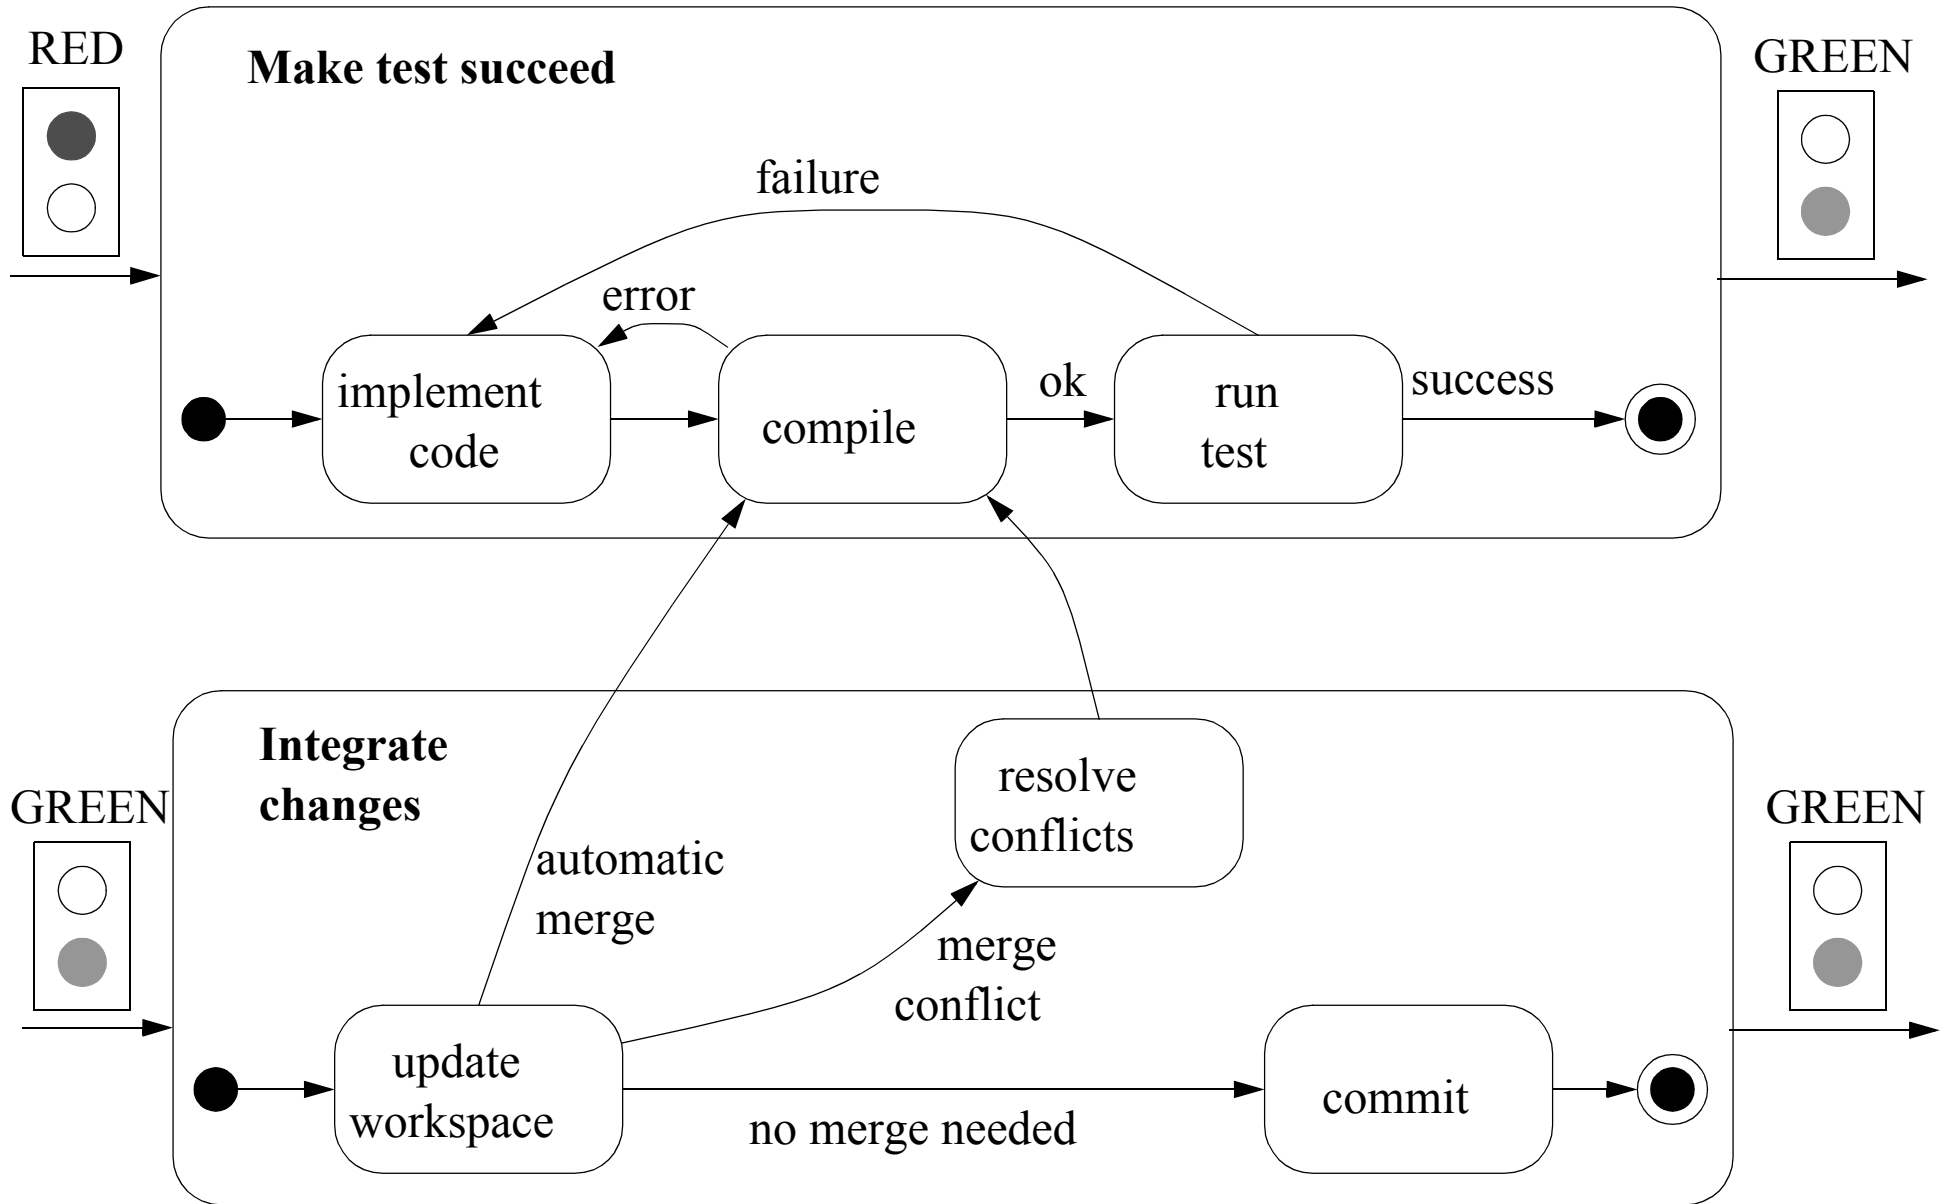 RED
Make test succeed
GREEN
failure
error
implement
code
compile
ok
run
test
success
Integrate
changes
GREEN
resolve
conflicts
GREEN
automatic
merge
merge
conflict
update
workspace
no merge needed
commit